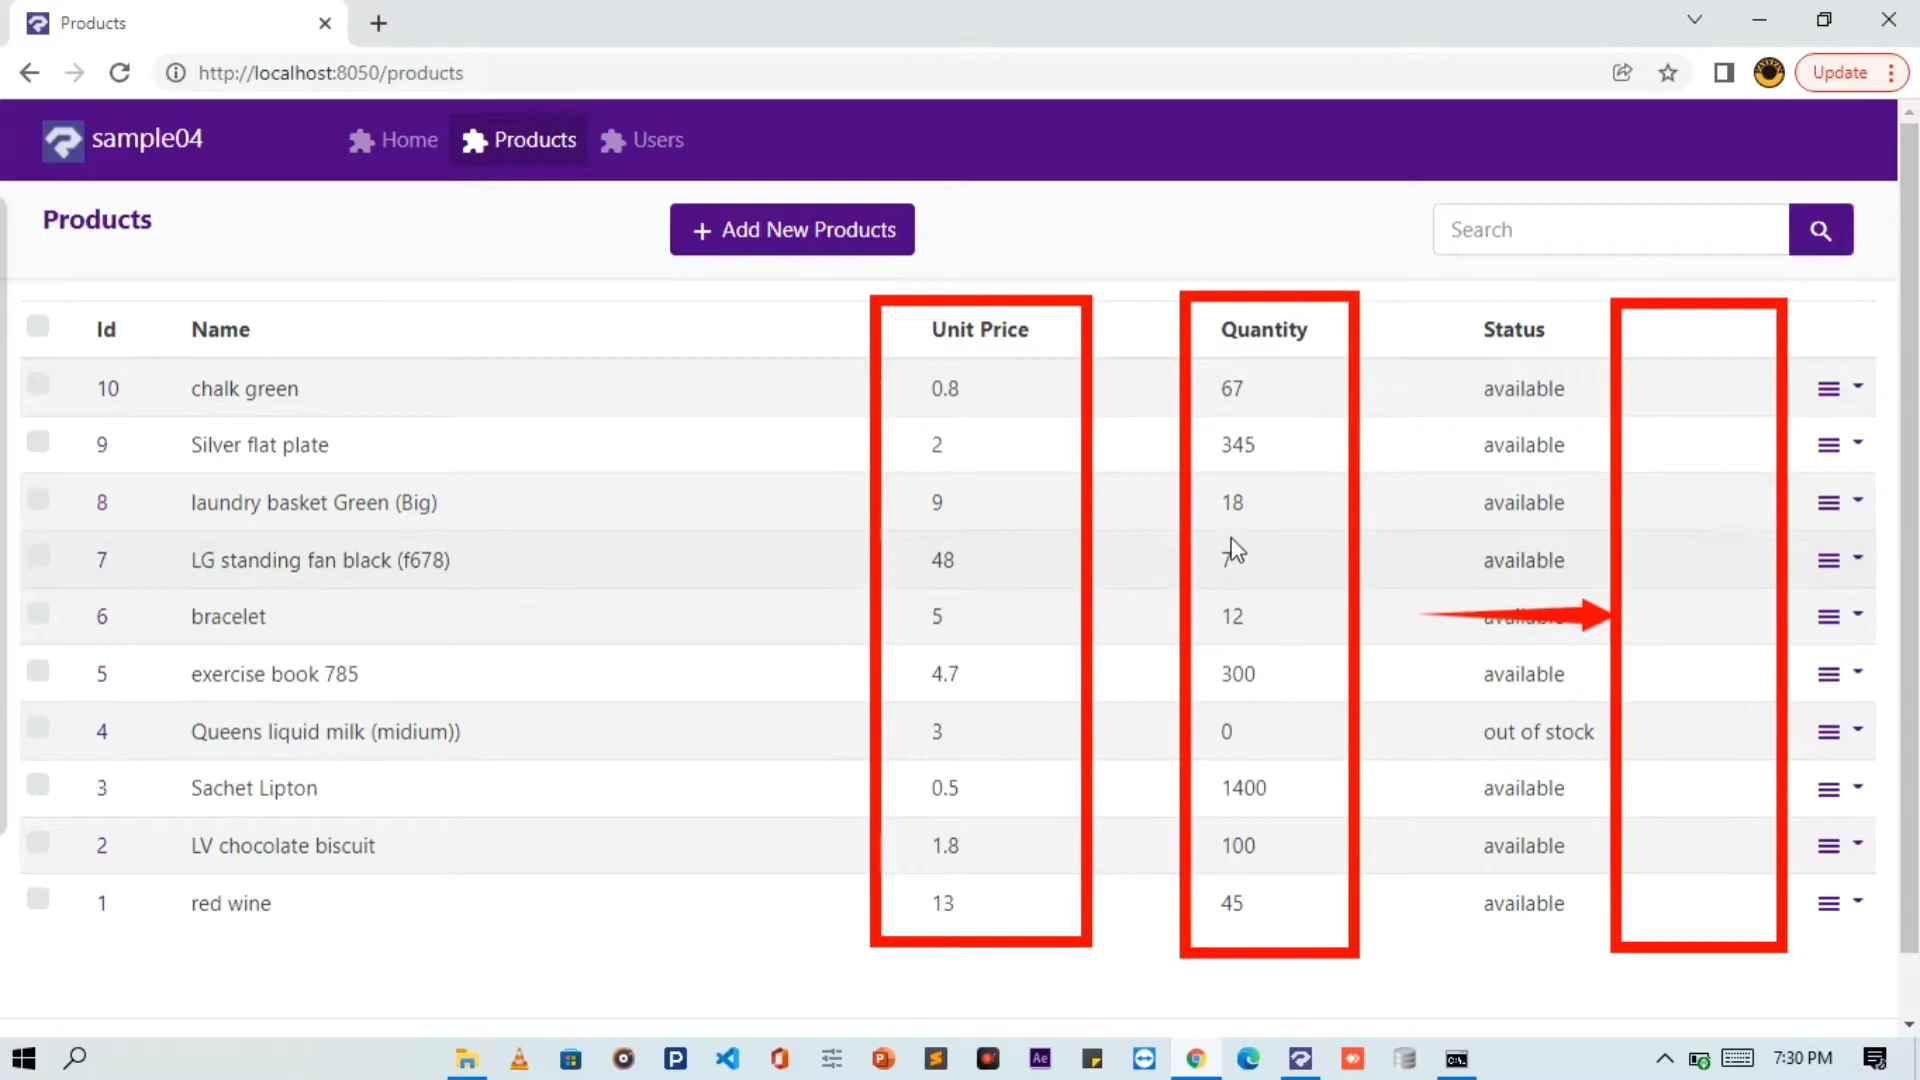 Products
http://localhost:8050/products
Update
sample04
Home
Products
Users
Products
+ Add New Products
Search
Id Name Unit Price Quantity Status
10 chalk green 0.8 67 available
9 Silver flat plate 2 345 available
8 laundry basket Green (Big) 9 18 available
7 LG standing fan black (f678) 48 available
6 bracelet 5 12
5 exercise book 785 4.7 300 available
4 Queens liquid milk (midium)) 3 0 out of stock
3 Sachet Lipton 0.5 1400 available
2 LV chocolate biscuit 1.8 100 available
1 red wine 13 45 available
7:30 PM